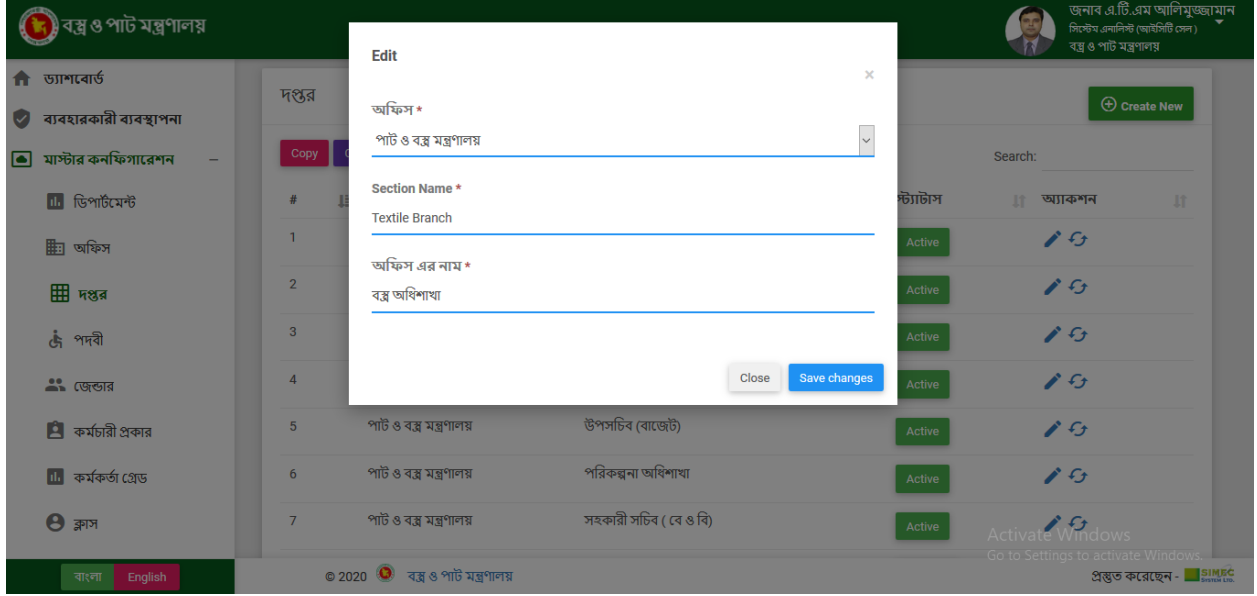 বস্ত্র ও পাট মন্ত্রণালয়
জনাব এ.টি.এম আলিমুজ্জামান
সিস্টেম এনালিস্ট (আইসিটি সেল )
বস্ত্র ও পাট মন্ত্রণালয়
ড্যাশবোর্ড
ব্যবহারকারী ব্যবস্থাপনা
মাস্টার কনফিগারেশন –
ডিপার্টমেন্ট
অফিস
দপ্তর
পদবী
জেন্ডার
কর্মচারী প্রকার
কর্মকর্তা গ্রেড
ক্লাস
বাংলা English
দপ্তর
Create New
Copy
Search:
# স্ট্যাটাস অ্যাকশন
Edit
×
অফিস *
পাট ও বস্ত্র মন্ত্রণালয়
Section Name *
Textile Branch
অফিস এর নাম *
বস্ত্র অধিশাখা
Close Save changes
1 Active
2 Active
3 Active
4 Active
5 পাট ও বস্ত্র মন্ত্রণালয় উপসচিব (বাজেট) Active
6 পাট ও বস্ত্র মন্ত্রণালয় পরিকল্পনা অধিশাখা Active
7 পাট ও বস্ত্র মন্ত্রণালয় সহকারী সচিব ( বে ও বি) Active
Activate Windows
Go to Settings to activate Windows.
© 2020 বস্ত্র ও পাট মন্ত্রণালয়
প্রস্তুত করেছেন - SIMEC
SYSTEM LTD.